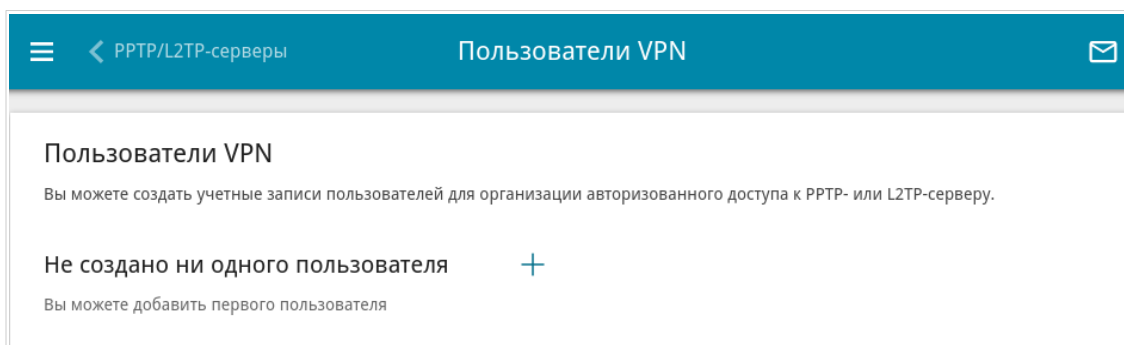 PPTP/L2TP-серверы
Пользователи VPN
Пользователи VPN
Вы можете создать учетные записи пользователей для организации авторизованного доступа к PPTP- или L2TP-серверу.
Не создано ни одного пользователя
Вы можете добавить первого пользователя